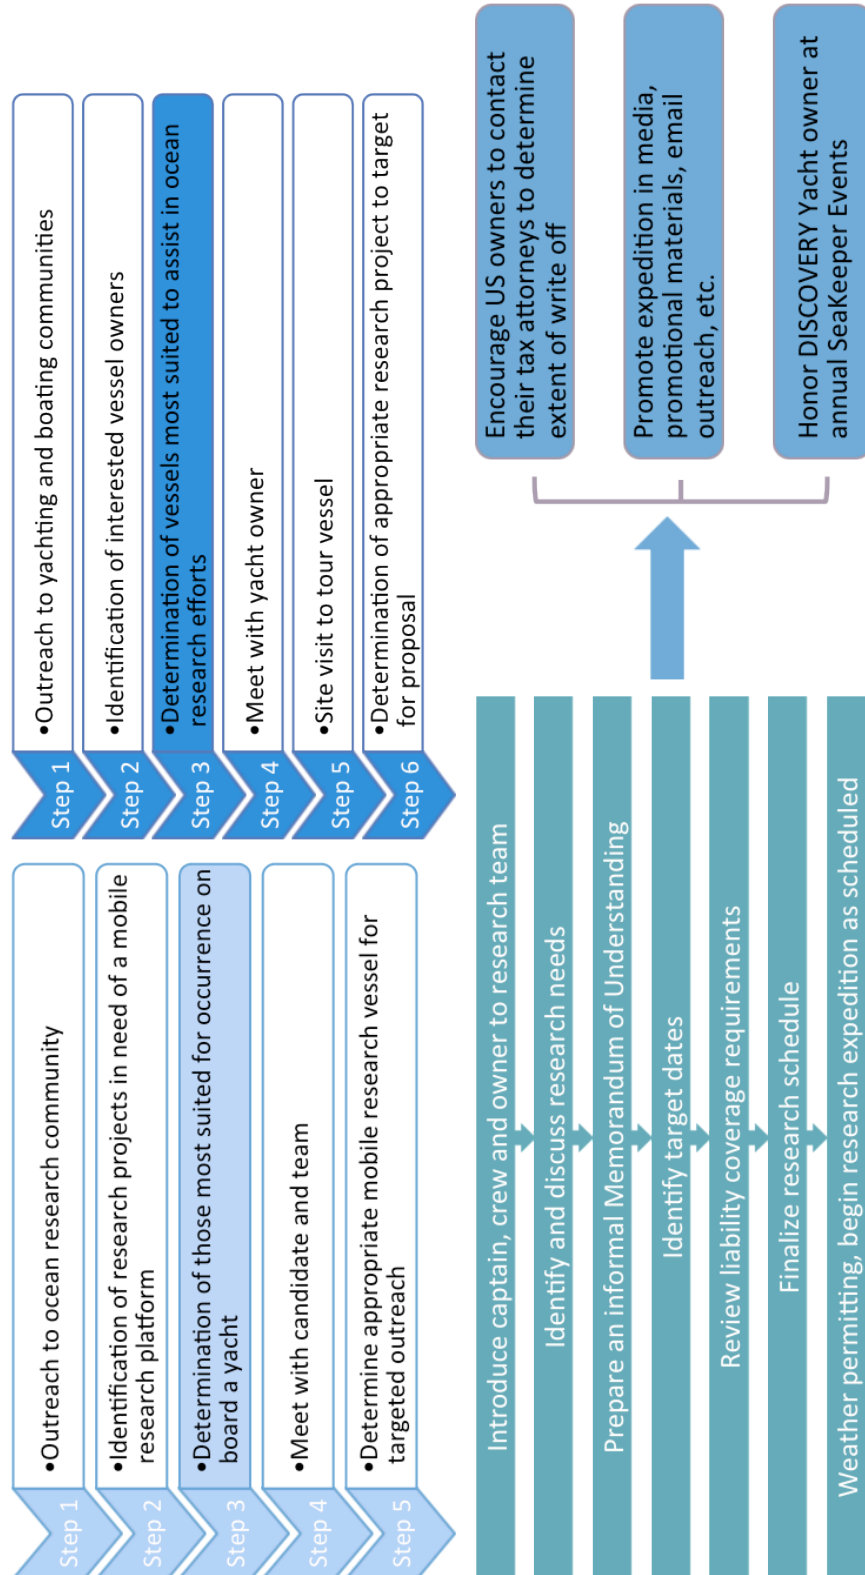 Step 1
•Outreach to ocean research community
Step 2
•Identification of research projects in need of a mobile
research platform
Step 3
•Determination of those most suited for occurrence on
board a yacht
Step 4
•Meet with candidate and team
Step 5
•Determine appropriate mobile research vessel for
targeted outreach
Step 1
•Outreach to yachting and boating communities
Step 2
•Identification of interested vessel owners
Step 3
•Determination of vessels most suited to assist in ocean
research efforts
Step 4
•Meet with yacht owner
Step 5
•Site visit to tour vessel
Step 6
•Determination of appropriate research project to target
for proposal
Introduce captain, crew and owner to research team
Identify and discuss research needs
Prepare an informal Memorandum of Understanding
Identify target dates
Review liability coverage requirements
Finalize research schedule
Weather permitting, begin research expedition as scheduled
Encourage US owners to contact
their tax attorneys to determine
extent of write off
Promote expedition in media,
promotional materials, email
outreach, etc.
Honor DISCOVERY Yacht owner at
annual SeaKeeper Events